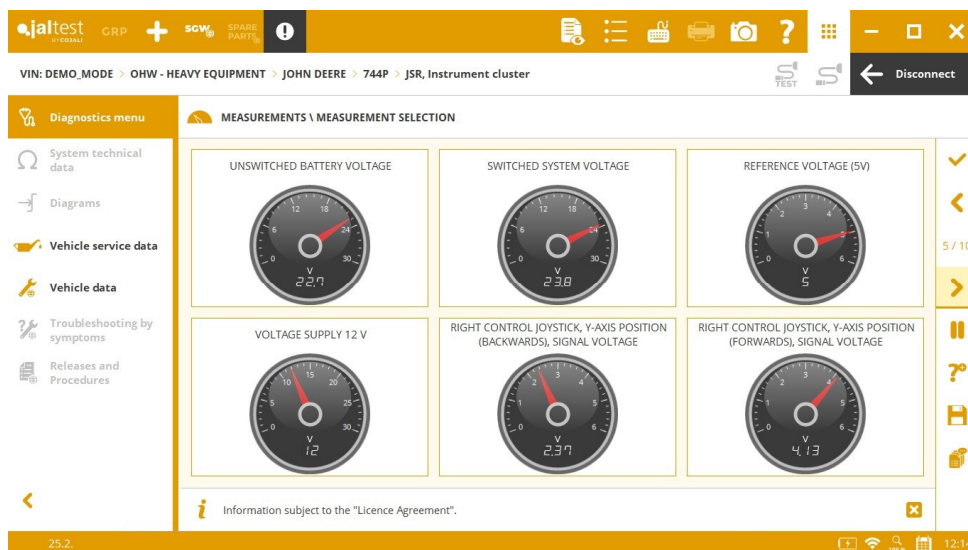 jaltest
BY COJALI
GRP
SGW
SPARE
PARTS
?
VIN: DEMO_MODE > OHW - HEAVY EQUIPMENT > JOHN DEERE > 744P > JSR, Instrument cluster
TEST
Disconnect
Diagnostics menu
MEASUREMENTS \ MEASUREMENT SELECTION
System technical
data
Diagrams
Vehicle service data
Vehicle data
Troubleshooting by
symptoms
Releases and
Procedures
UNSWITCHED BATTERY VOLTAGE
0 6 12 18 24 30
V
22,7
SWITCHED SYSTEM VOLTAGE
0 6 12 18 24 30
V
23,8
REFERENCE VOLTAGE (5V)
0 1 2 3 4 5 6
V
5
5 / 10
VOLTAGE SUPPLY 12 V
0 5 10 15 20 25 30
V
12
RIGHT CONTROL JOYSTICK, Y-AXIS POSITION
(BACKWARDS), SIGNAL VOLTAGE
0 1 2 3 4 5 6
V
2,37
RIGHT CONTROL JOYSTICK, Y-AXIS POSITION
(FORWARDS), SIGNAL VOLTAGE
0 1 2 3 4 5 6
V
4,13
Information subject to the "Licence Agreement".
25.2.
100 %